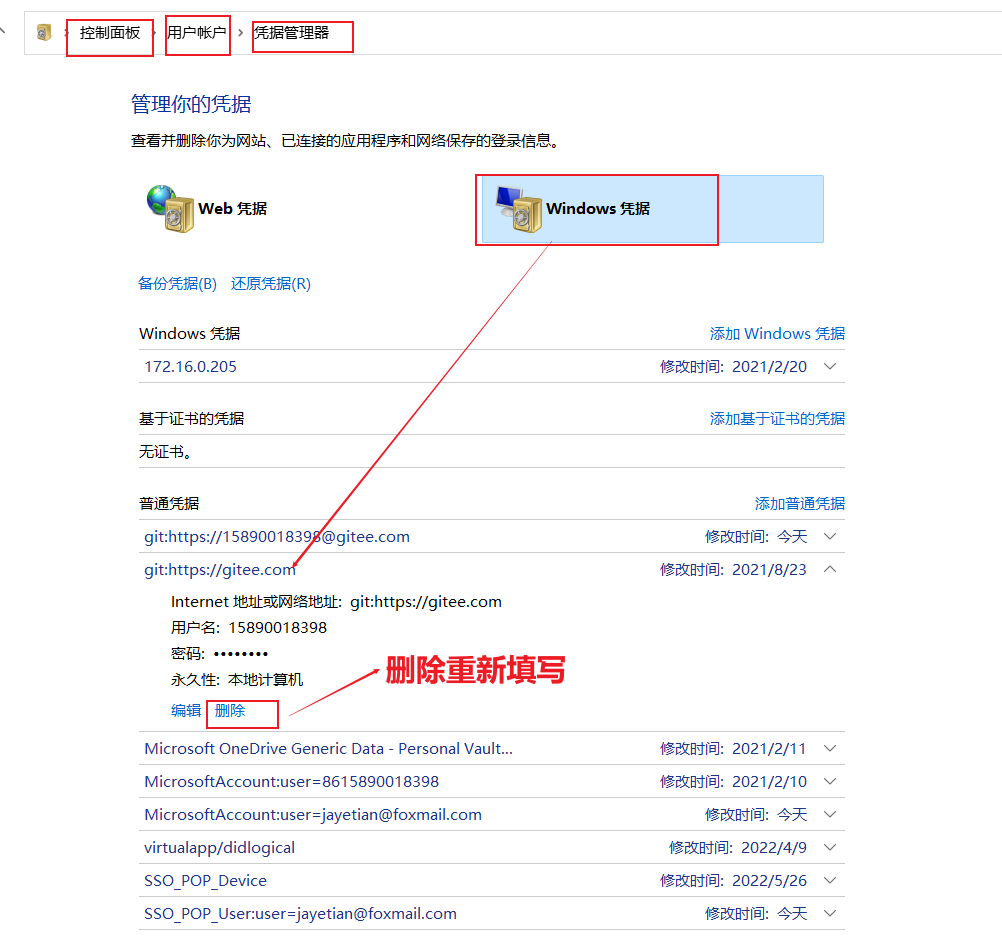 控制面板 > 用户帐户 > 凭据管理器
管理你的凭据
查看并删除你为网站、已连接的应用程序和网络保存的登录信息。
Web 凭据
Windows 凭据
备份凭据(B) 还原凭据(R)
Windows 凭据 添加 Windows 凭据
172.16.0.205 修改时间: 2021/2/20
基于证书的凭据 添加基于证书的凭据
无证书。
普通凭据 添加普通凭据
git:https://15890018398@gitee.com 修改时间: 今天
git:https://gitee.com 修改时间: 2021/8/23
Internet 地址或网络地址: git:https://gitee.com
用户名: 15890018398
密码: ••••••••
永久性: 本地计算机
删除重新填写
编辑 删除
Microsoft OneDrive Generic Data - Personal Vault... 修改时间: 2021/2/11
MicrosoftAccount:user=8615890018398 修改时间: 2021/2/10
MicrosoftAccount:user=jayetian@foxmail.com 修改时间: 今天
virtualapp/didlogical 修改时间: 2022/4/9
SSO_POP_Device 修改时间: 2022/5/26
SSO_POP_User:user=jayetian@foxmail.com 修改时间: 今天